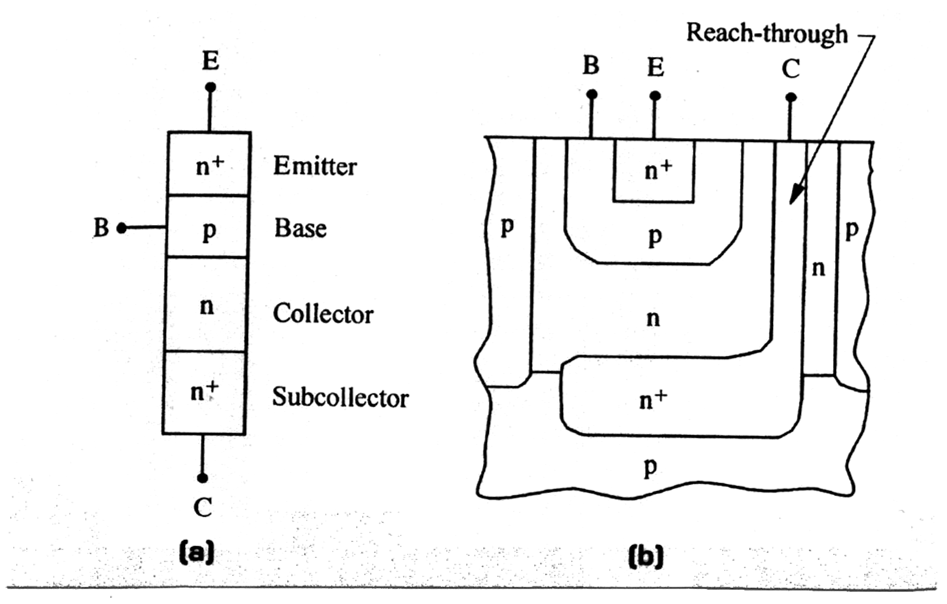 Reach-through
E
B E C
n+
Emitter
n+
B
p
Base
p
p
p
n
n
Collector
n
n+
Subcollector
n+
p
C
(a)
(b)